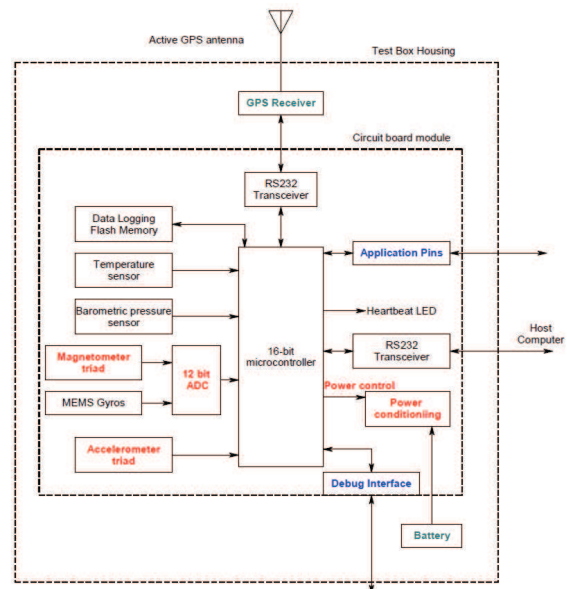 Active GPS antenna
Test Box Housing
GPS Receiver
Circuit board module
RS232
Transceiver
Data Logging
Flash Memory
Application Pins
Temperature
sensor
Barometric pressure
sensor
Heartbeat LED
16-bit
microcontroller
Host
Computer
RS232
Transceiver
Magnetometer
triad
12 bit
ADC
MEMS Gyros
Power control
Power
conditioniing
Accelerometer
triad
Debug Interface
Battery